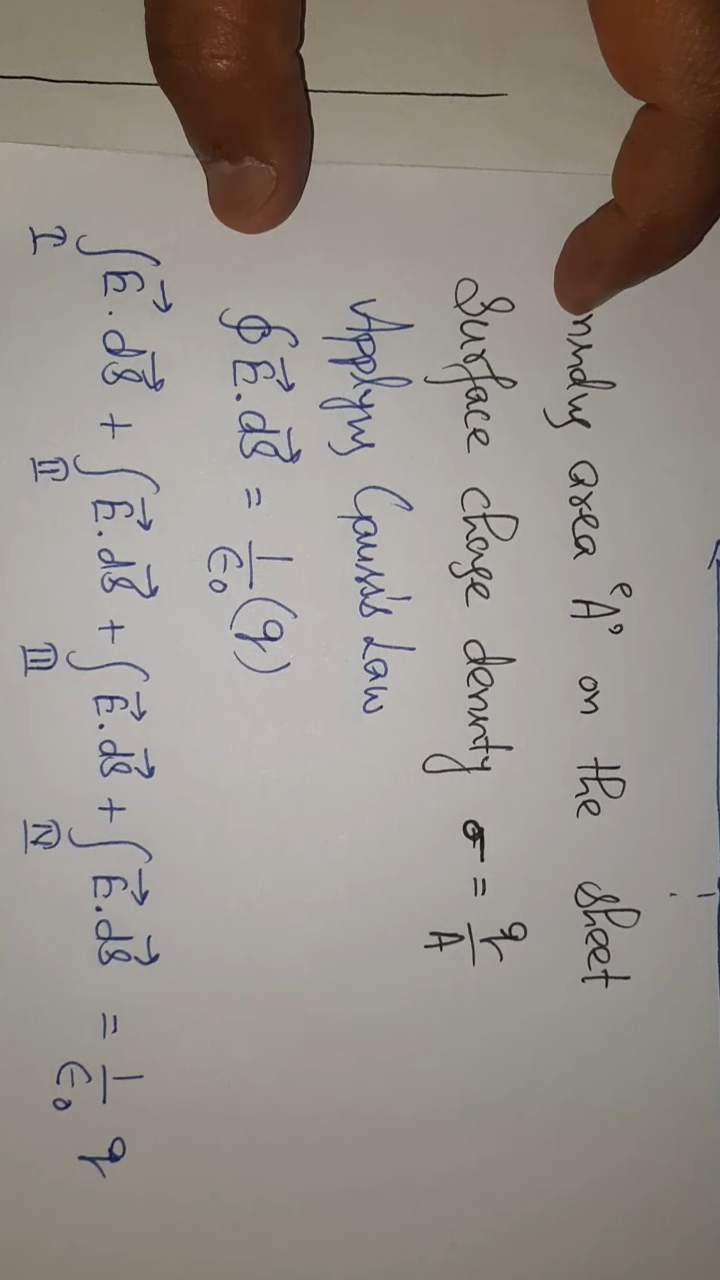 area "A" on the sheet
Surface charge density σ = q/A
Applying Gauss's Law
∮ E⃗.ds⃗ = 1/ε₀ (q)
∫ E⃗.ds⃗ + ∫ E⃗.ds⃗ + ∫ E⃗.ds⃗ + ∫ E⃗.ds⃗ = 1/ε₀ q
I II III IV